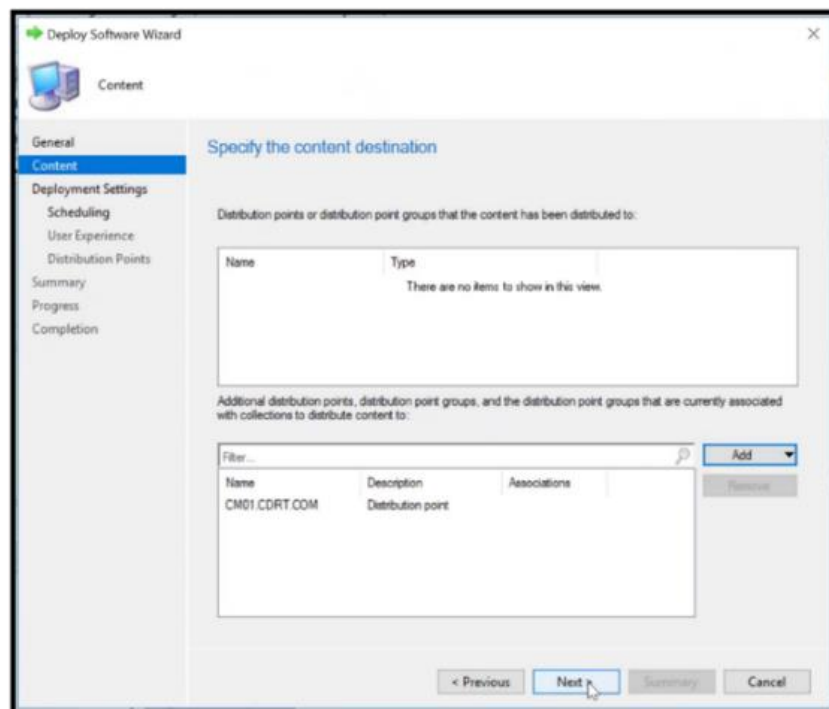 Deploy Software Wizard
Content
General
Content
Deployment Settings
Scheduling
User Experience
Distribution Points
Summary
Progress
Completion
Specify the content destination
Distribution points or distribution point groups that the content has been distributed to:
Name Type
There are no items to show in this view.
Additional distribution points, distribution point groups, and the distribution point groups that are currently associated
with collections to distribute content to:
Filter...
Add
Name Description Associations
Remove
CM01.CDRT.COM Distribution point
< Previous Next > Summary Cancel